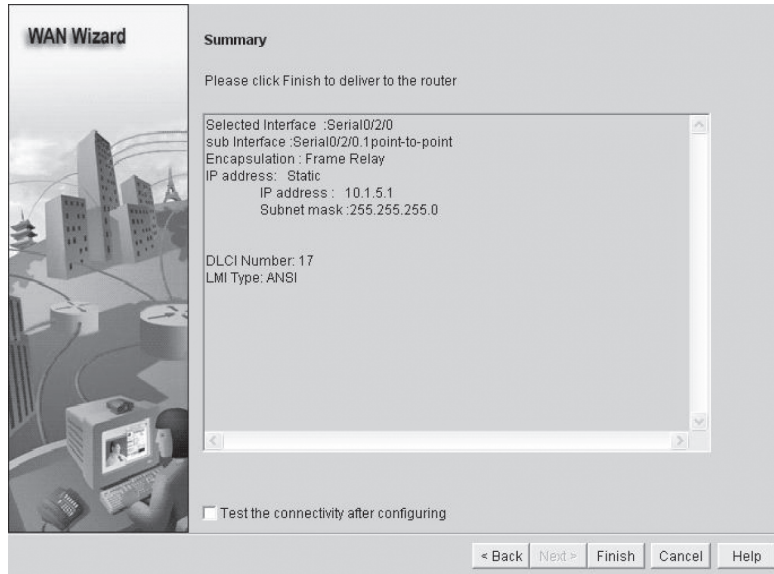 WAN Wizard
Summary
Please click Finish to deliver to the router
Selected Interface :Serial0/2/0
sub Interface :Serial0/2/0.1point-to-point
Encapsulation : Frame Relay
IP address: Static
IP address : 10.1.5.1
Subnet mask :255.255.255.0
DLCI Number: 17
LMI Type: ANSI
Test the connectivity after configuring
< Back Next > Finish Cancel Help